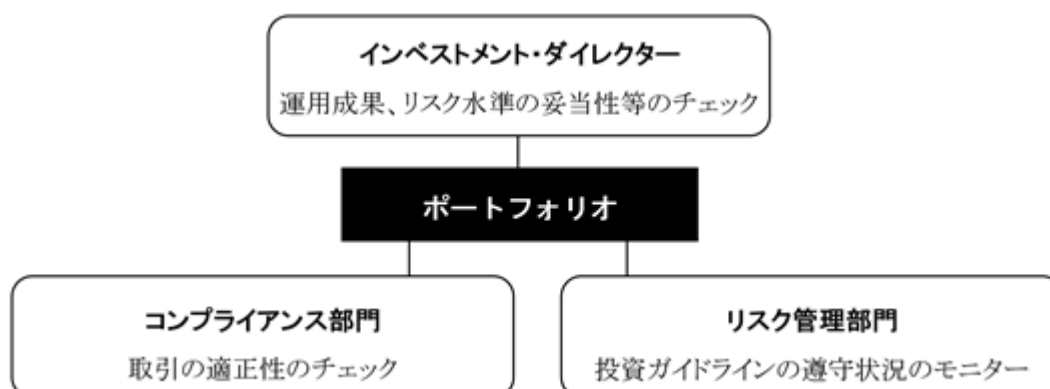 インベストメント・ダイレクター
運用成果、リスク水準の妥当性等のチェック
ポートフォリオ
コンプライアンス部門
取引の適正性のチェック
リスク管理部門
投資ガイドラインの遵守状況のモニター